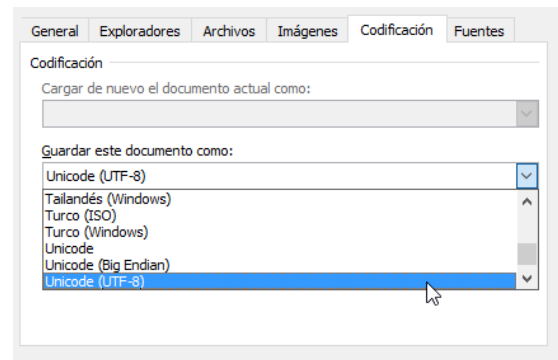 General Exploradores Archivos Imágenes Codificación Fuentes
Codificación
Cargar de nuevo el documento actual como:
Guardar este documento como:
Unicode (UTF-8)
Tailandés (Windows)
Turco (ISO)
Turco (Windows)
Unicode
Unicode (Big Endian)
Unicode (UTF-8)